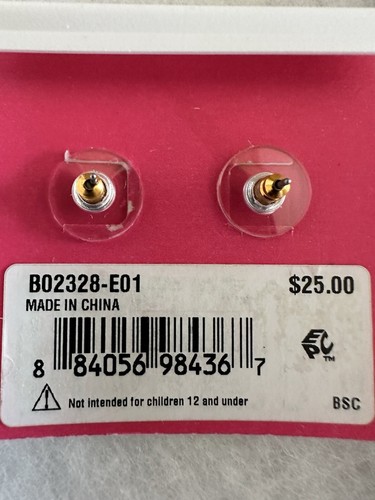 B02328-E01 $25.00
MADE IN CHINA
8 84056 98436 7
EPC™
Not intended for children 12 and under
BSC